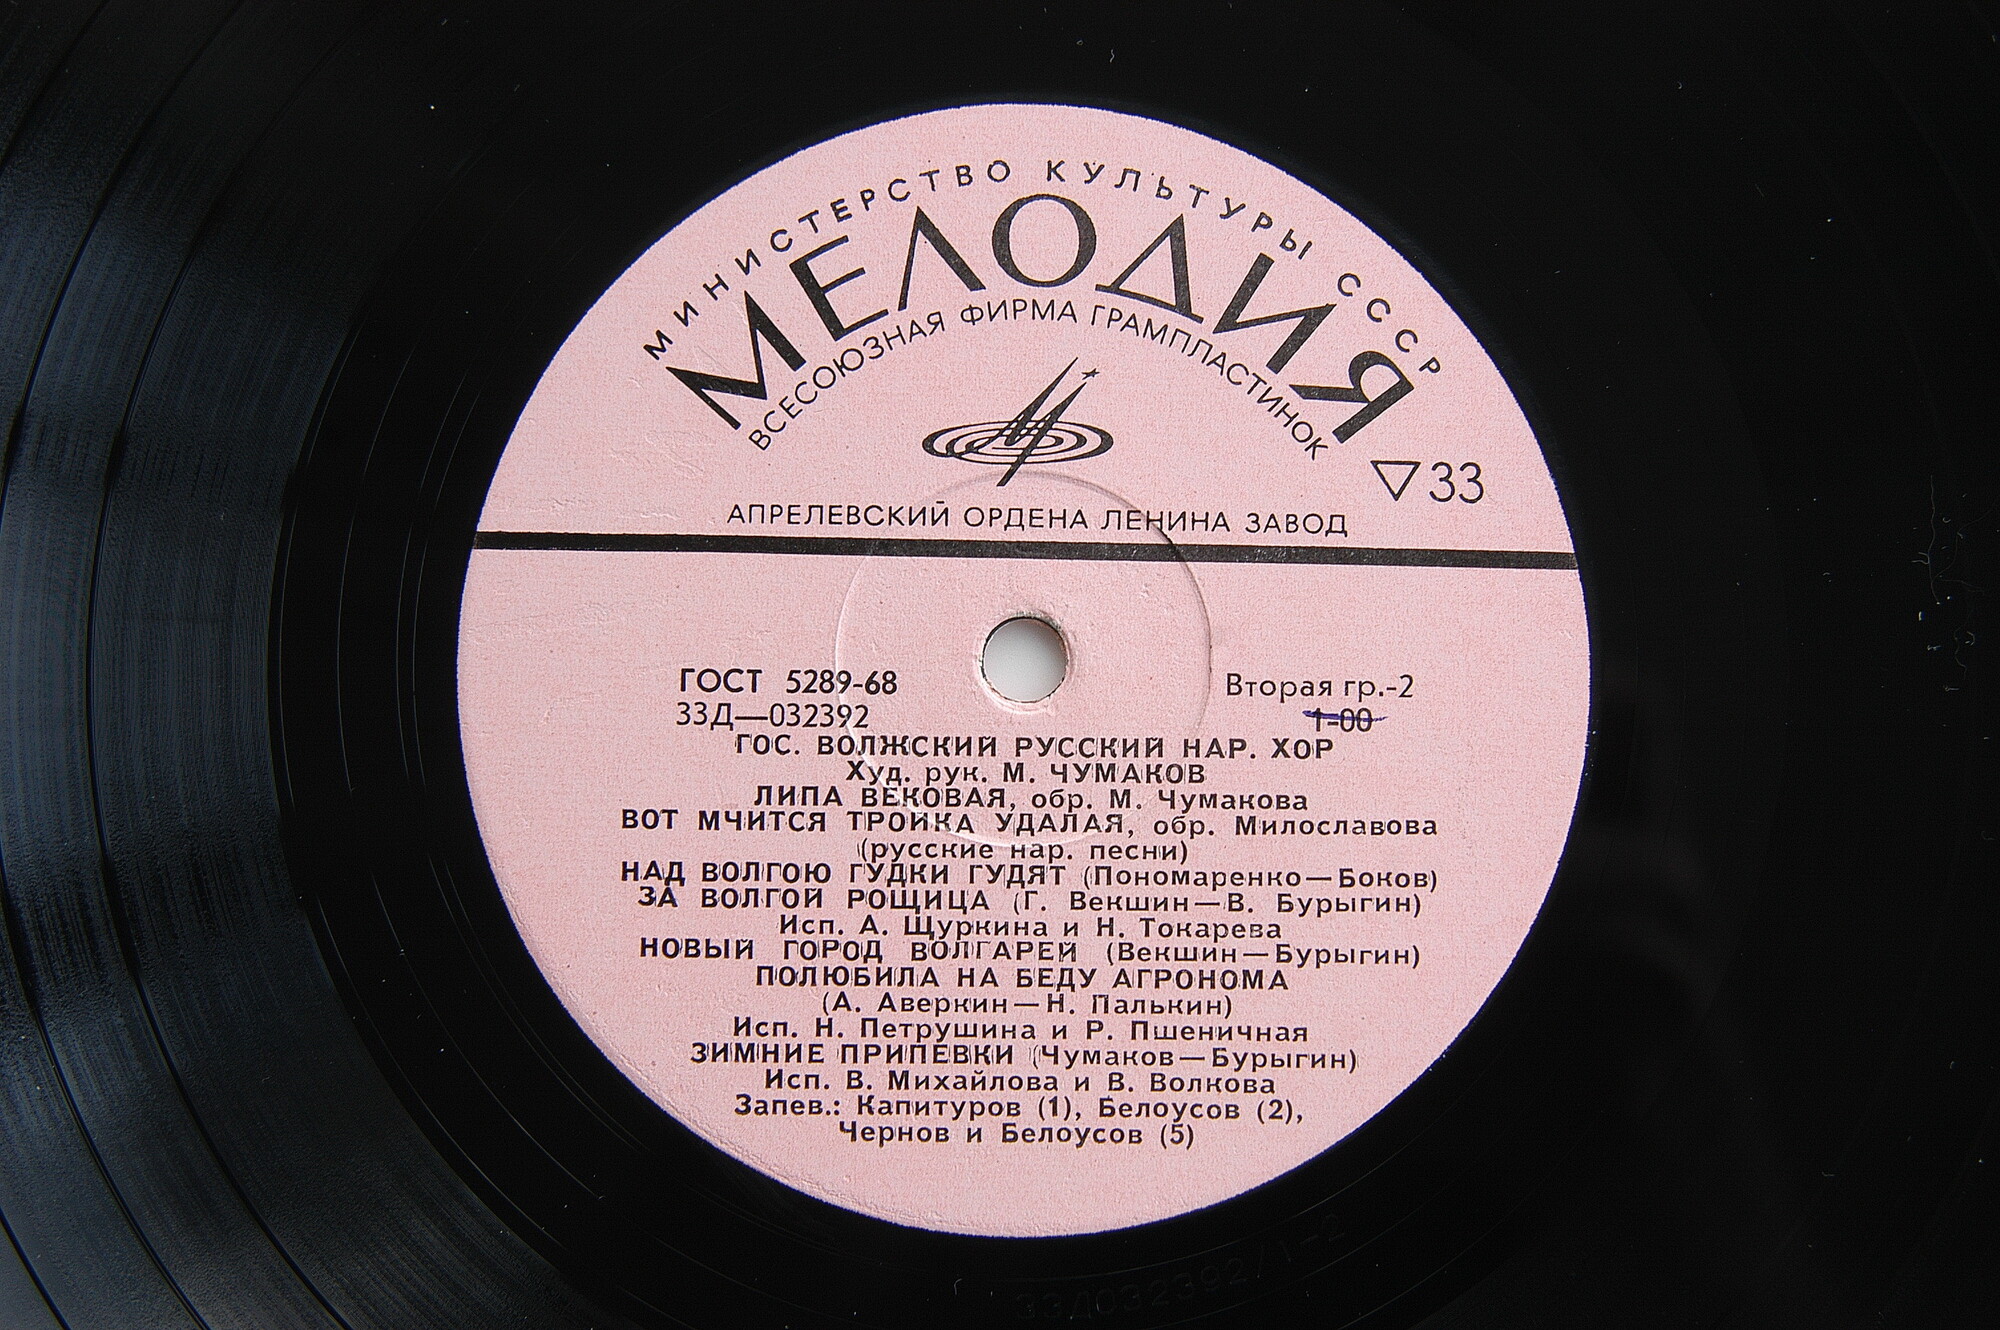 МИНИСТЕРСТВО КУЛЬТУРЫ СССР
МЕЛОДИЯ
ВСЕСОЮЗНАЯ ФИРМА ГРАМПЛАСТИНОК
▽33
АПРЕЛЕВСКИЙ ОРДЕНА ЛЕНИНА ЗАВОД
ГОСТ 5289-68
Вторая гр.-2
33Д—032392
1-00
ГОС. ВОЛЖСКИЙ РУССКИЙ НАР. ХОР
Худ. рук. М. ЧУМАКОВ
ЛИПА ВЕКОВАЯ, обр. М. Чумакова
ВОТ МЧИТСЯ ТРОЙКА УДАЛАЯ, обр. Милославова
(русские нар. песни)
НАД ВОЛГОЮ ГУДКИ ГУДЯТ (Пономаренко—Боков)
ЗА ВОЛГОЙ РОЩИЦА (Г. Векшин—В. Бурыгин)
Исп. А. Щуркина и Н. Токарева
НОВЫЙ ГОРОД ВОЛГАРЕЙ (Векшин—Бурыгин)
ПОЛЮБИЛА НА БЕДУ АГРОНОМА
(А. Аверкин—Н. Палькин)
Исп. Н. Петрушина и Р. Пшеничная
ЗИМНИЕ ПРИПЕВКИ (Чумаков—Бурыгин)
Исп. В. Михайлова и В. Волкова
Запев.: Капитуров (1), Белоусов (2),
Чернов и Белоусов (5)
33Д032392/1-2